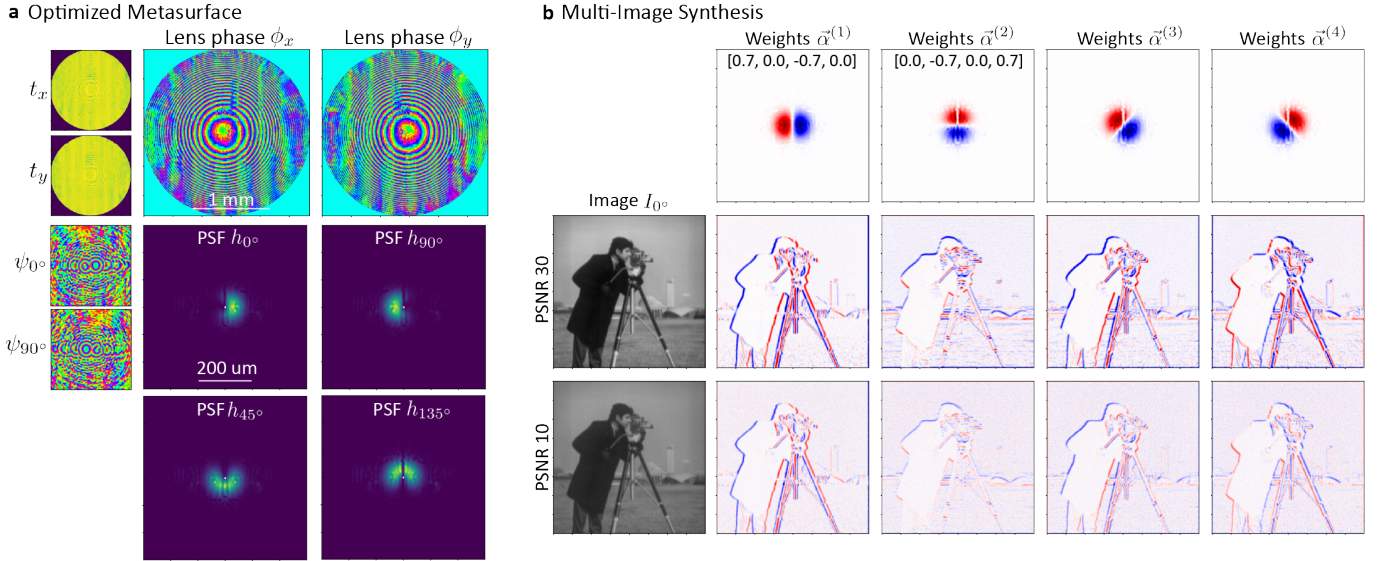 a Optimized Metasurface
Lens phase ϕx
Lens phase ϕy
tx
ty
1 mm
ψ0°
ψ90°
PSF h0°
PSF h90°
200 um
PSF h45°
PSF h135°
b Multi-Image Synthesis
Weights α⃗(1)
Weights α⃗(2)
Weights α⃗(3)
Weights α⃗(4)
[0.7, 0.0, -0.7, 0.0]
[0.0, -0.7, 0.0, 0.7]
Image I0°
PSNR 30
PSNR 10